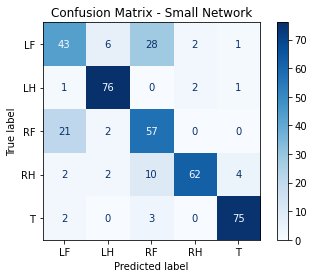 Confusion Matrix - Small Network
True label
LF 43 6 28 2 1
LH 1 76 0 2 1
RF 21 2 57 0 0
RH 2 2 10 62 4
T 2 0 3 0 75
LF LH RF RH T
Predicted label
70
60
50
40
30
20
10
0